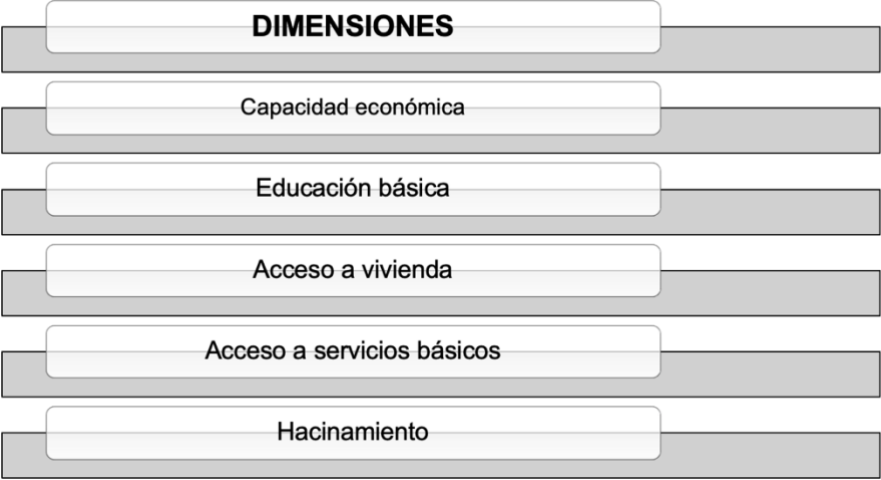 DIMENSIONES
Capacidad económica
Educación básica
Acceso a vivienda
Acceso a servicios básicos
Hacinamiento